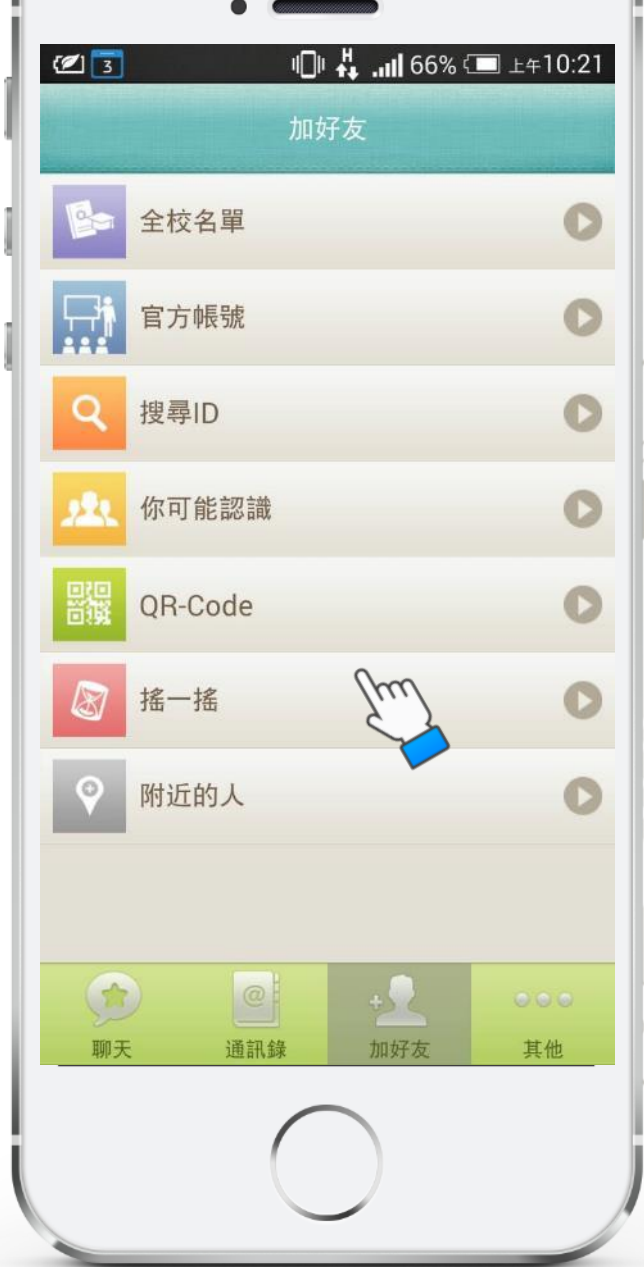 3
H
66%
上午10:21
加好友
全校名單
官方帳號
搜尋ID
你可能認識
QR-Code
搖一搖
附近的人
@
聊天
通訊錄
加好友
其他